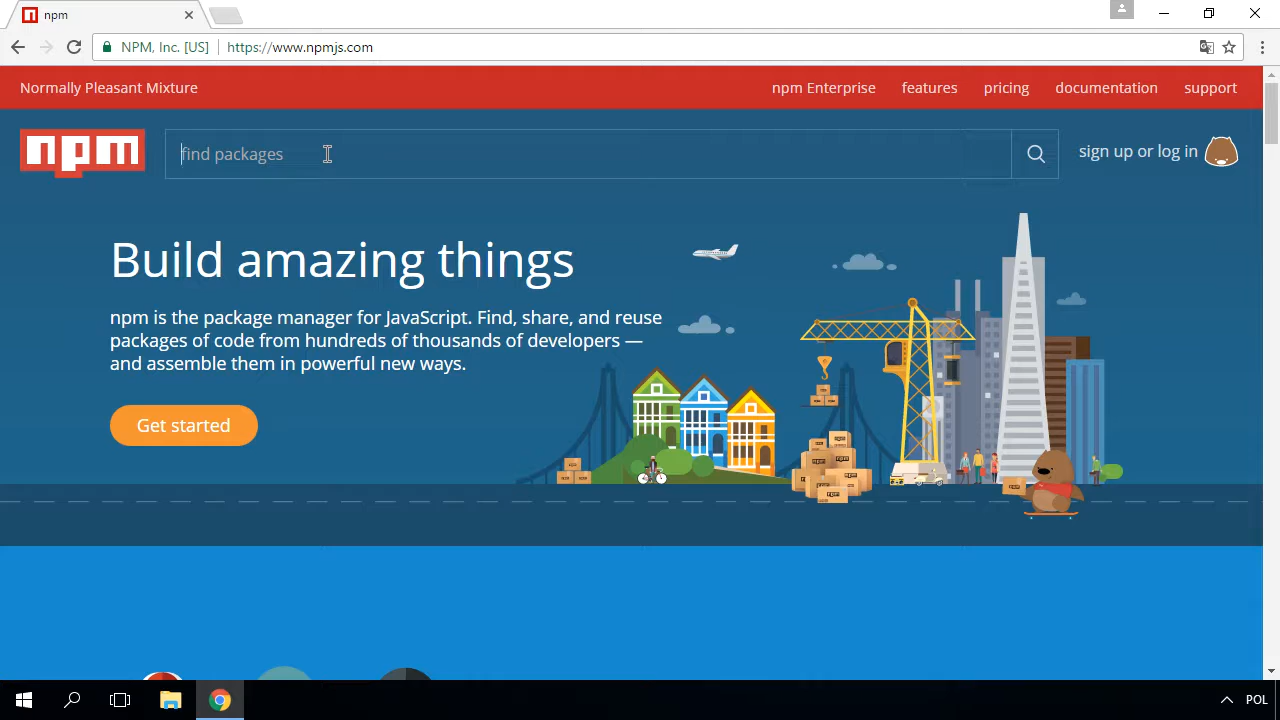 npm
NPM, Inc. [US]
https://www.npmjs.com
Normally Pleasant Mixture
npm Enterprise
features
pricing
documentation
support
npm
find packages
sign up or log in
Build amazing things
npm is the package manager for JavaScript. Find, share, and reuse
packages of code from hundreds of thousands of developers —
and assemble them in powerful new ways.
Get started
POL